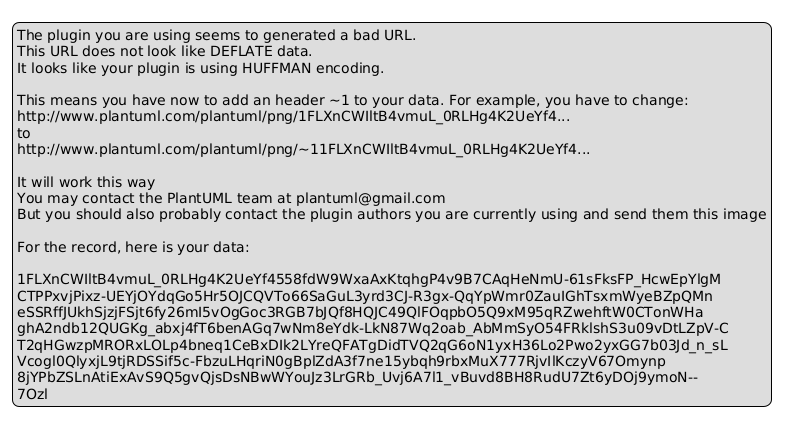 The plugin you are using seems to generated a bad URL.
This URL does not look like DEFLATE data.
It looks like your plugin is using HUFFMAN encoding.
This means you have now to add an header ~1 to your data. For example, you have to change:
http://www.plantuml.com/plantuml/png/1FLXnCWIltB4vmuL_0RLHg4K2UeYf4...
to
http://www.plantuml.com/plantuml/png/~11FLXnCWIltB4vmuL_0RLHg4K2UeYf4...
It will work this way
You may contact the PlantUML team at plantuml@gmail.com
But you should also probably contact the plugin authors you are currently using and send them this image
For the record, here is your data:
1FLXnCWIltB4vmuL_0RLHg4K2UeYf4558fdW9WxaAxKtqhgP4v9B7CAqHeNmU-61sFksFP_HcwEpYlgM
CTPPxvjPixz-UEYjOYdqGo5Hr5OJCQVTo66SaGuL3yrd3CJ-R3gx-QqYpWmr0ZauIGhTsxmWyeBZpQMn
eSSRffJUkhSjzjFSjt6fy26ml5vOgGoc3RGB7bJQf8HQJC49QlFOqpbO5Q9xM95qRZwehftW0CTonWHa
ghA2ndb12QUGKg_abxj4fT6benAGq7wNm8eYdk-LkN87Wq2oab_AbMmSyO54FRklshS3u09vDtLZpV-C
T2qHGwzpMRORxLOLp4bneq1CeBxDIk2LYreQFATgDidTVQ2qG6oN1yxH36Lo2Pwo2yxGG7b03Jd_n_sL
Vcogl0QlyxjL9tjRDSSif5c-FbzuLHqriN0gBplZdA3f7ne15ybqh9rbxMuX777RjvIlKczyV67Omynp
8jYPbZSLnAtiExAvS9Q5gvQjsDsNBwWYouJz3LrGRb_Uvj6A7l1_vBuvd8BH8RudU7Zt6yDOj9ymoN--
7Ozl